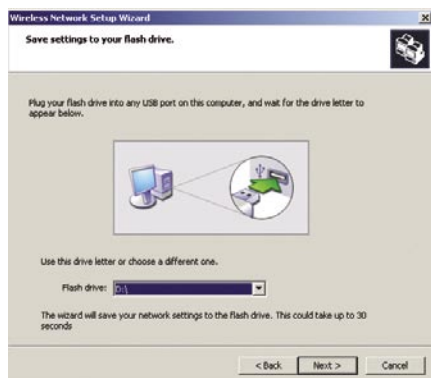 Wireless Network Setup Wizard
Save settings to your flash drive.
Plug your flash drive into any USB port on this computer, and wait for the drive letter to
appear below.
Use this drive letter or choose a different one.
Flash drive: D:\
The wizard will save your network settings to the flash drive. This could take up to 30
seconds
< Back Next > Cancel